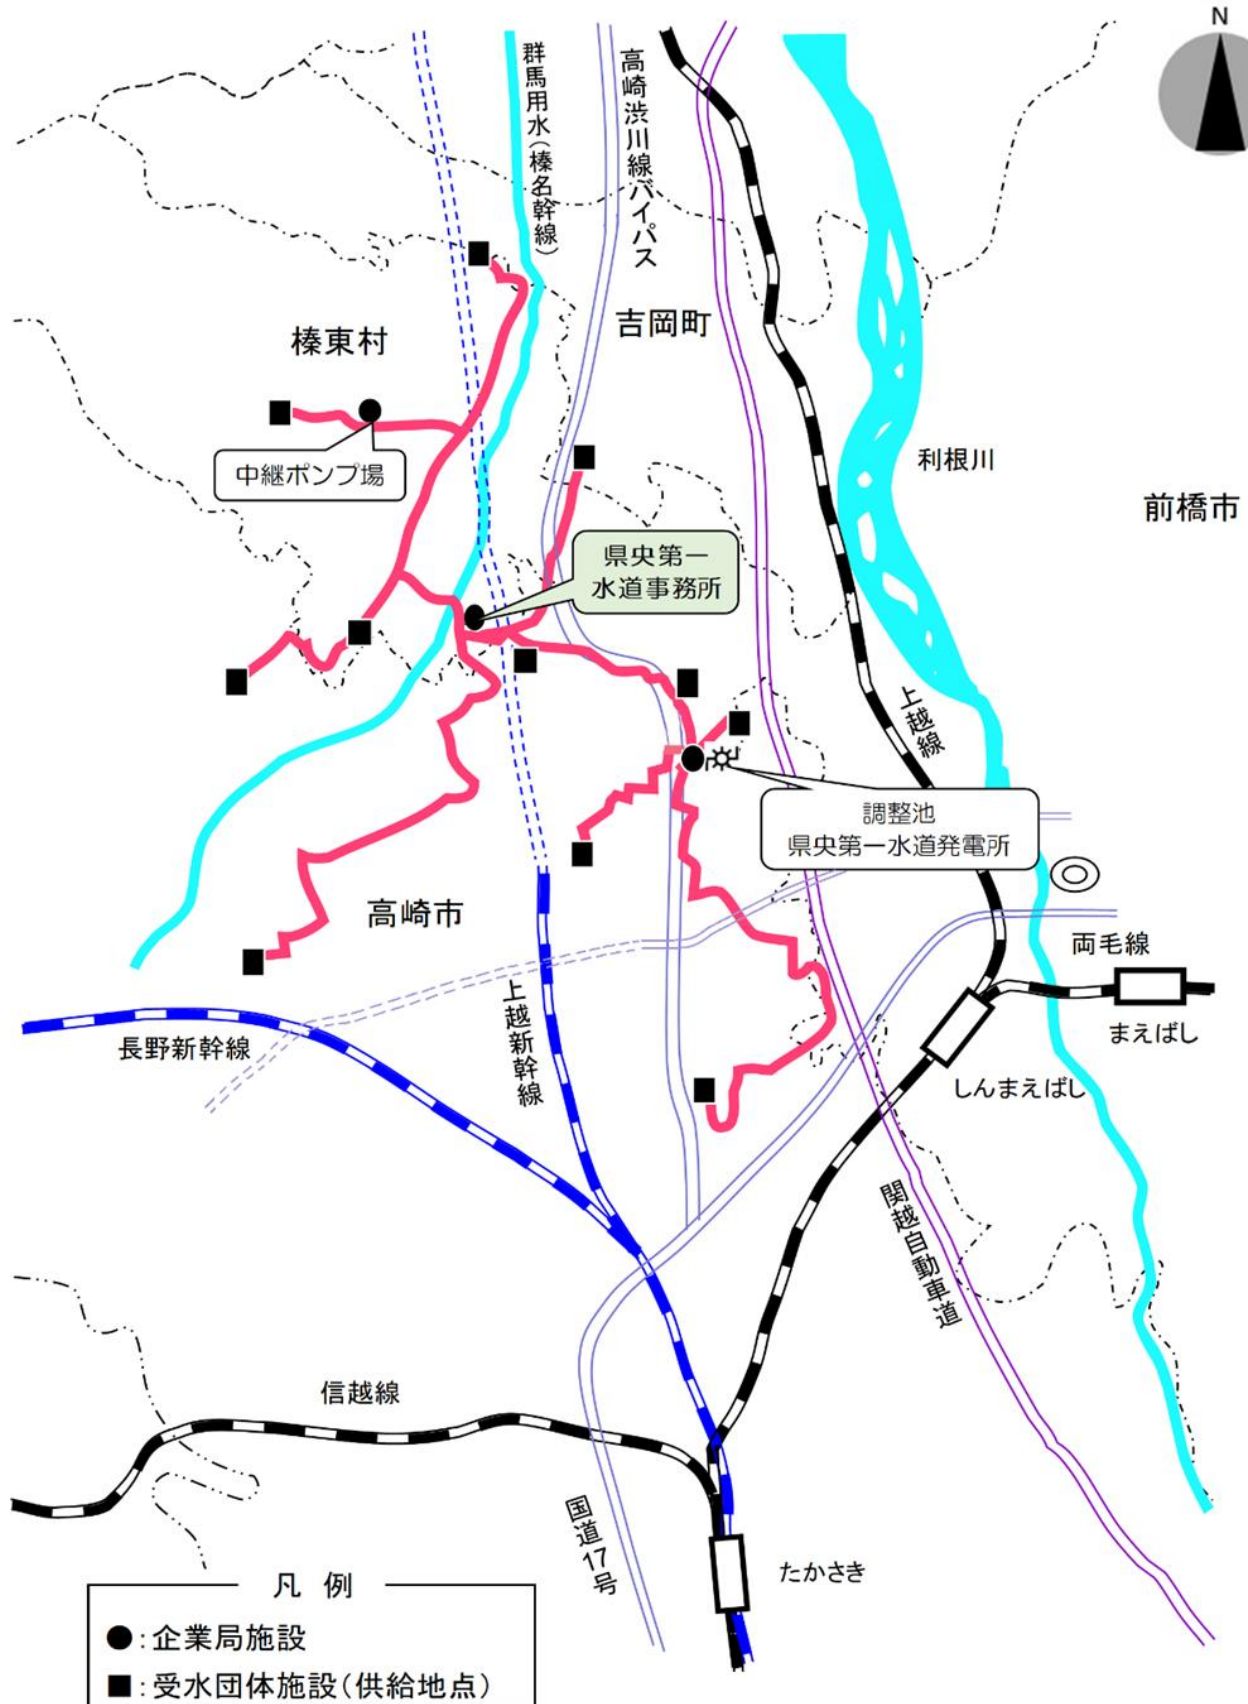 N
群馬用水(榛名幹線)
高崎渋川線バイパス
吉岡町
榛東村
利根川
前橋市
中継ポンプ場
県央第一
水道事務所
上越線
調整池
県央第一水道発電所
高崎市
両毛線
まえばし
しんまえばし
長野新幹線
上越新幹線
関越自動車道
信越線
国道17号
たかさき
凡 例
●:企業局施設
■:受水団体施設(供給地点)